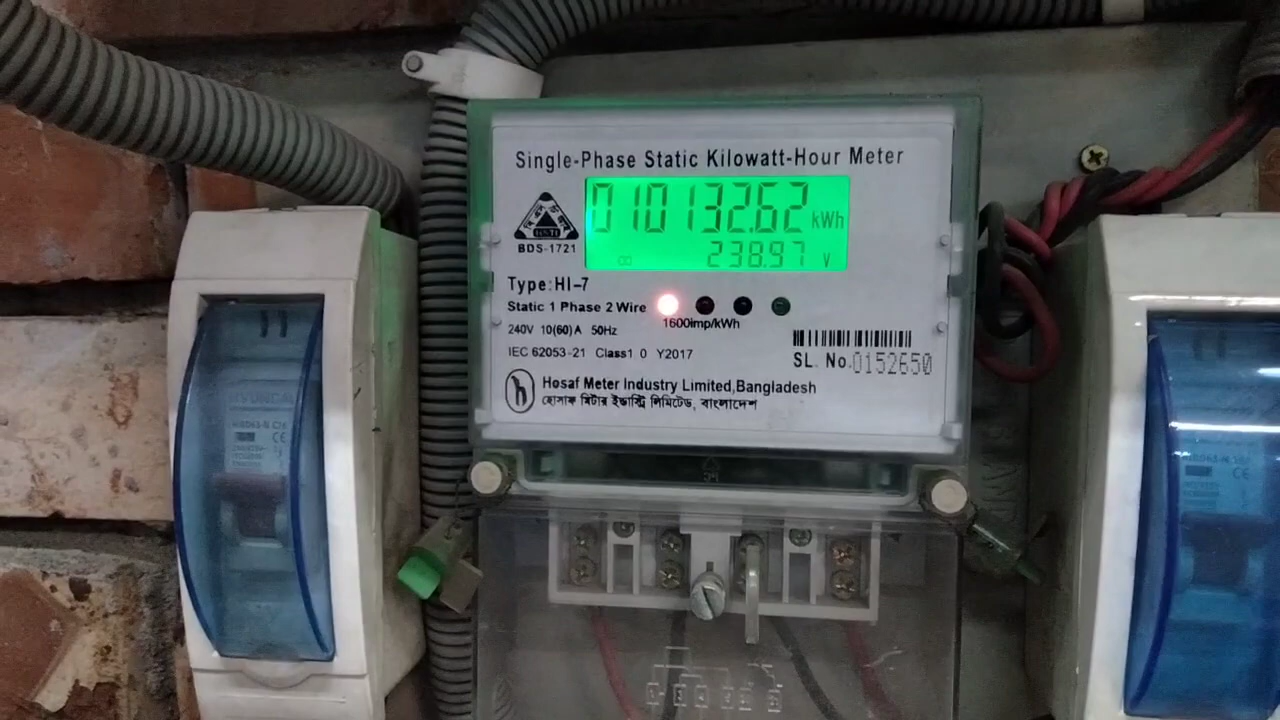 Single-Phase Static Kilowatt-Hour Meter
010132.62 kWh
238.97 V
BDS-1721
Type:HI-7
Static 1 Phase 2 Wire
1600imp/kWh
240V 10(60)A 50Hz
IEC 62053-21 Class1 0 Y2017
SL. No.0152650
Hosaf Meter Industry Limited,Bangladesh
হোসাফ মিটার ইন্ডাস্ট্রি লিমিটেড, বাংলাদেশ